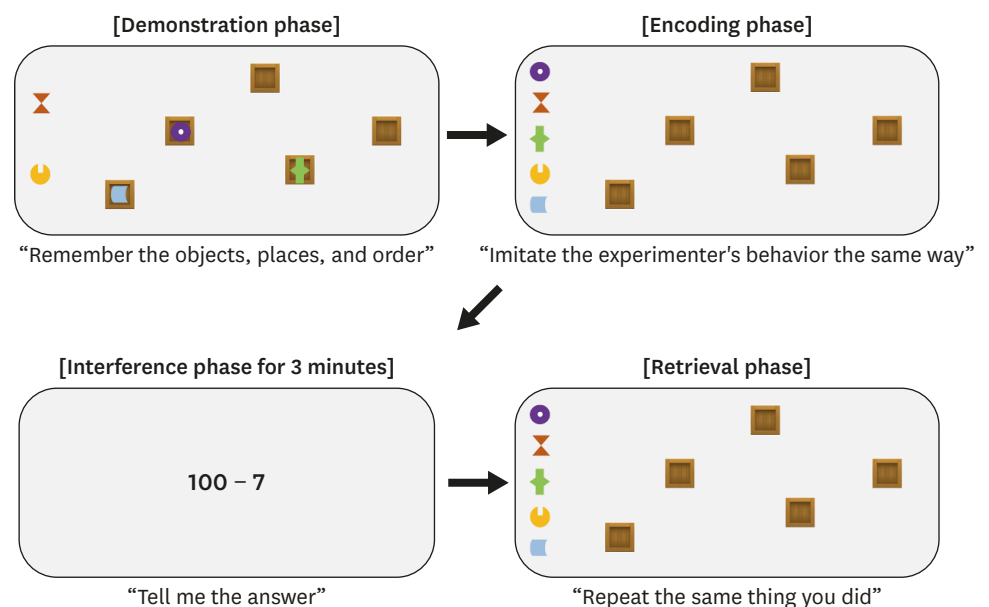 [Demonstration phase]
[Encoding phase]
“Remember the objects, places, and order”
“Imitate the experimenter's behavior the same way”
[Interference phase for 3 minutes]
[Retrieval phase]
100 – 7
“Tell me the answer”
“Repeat the same thing you did”